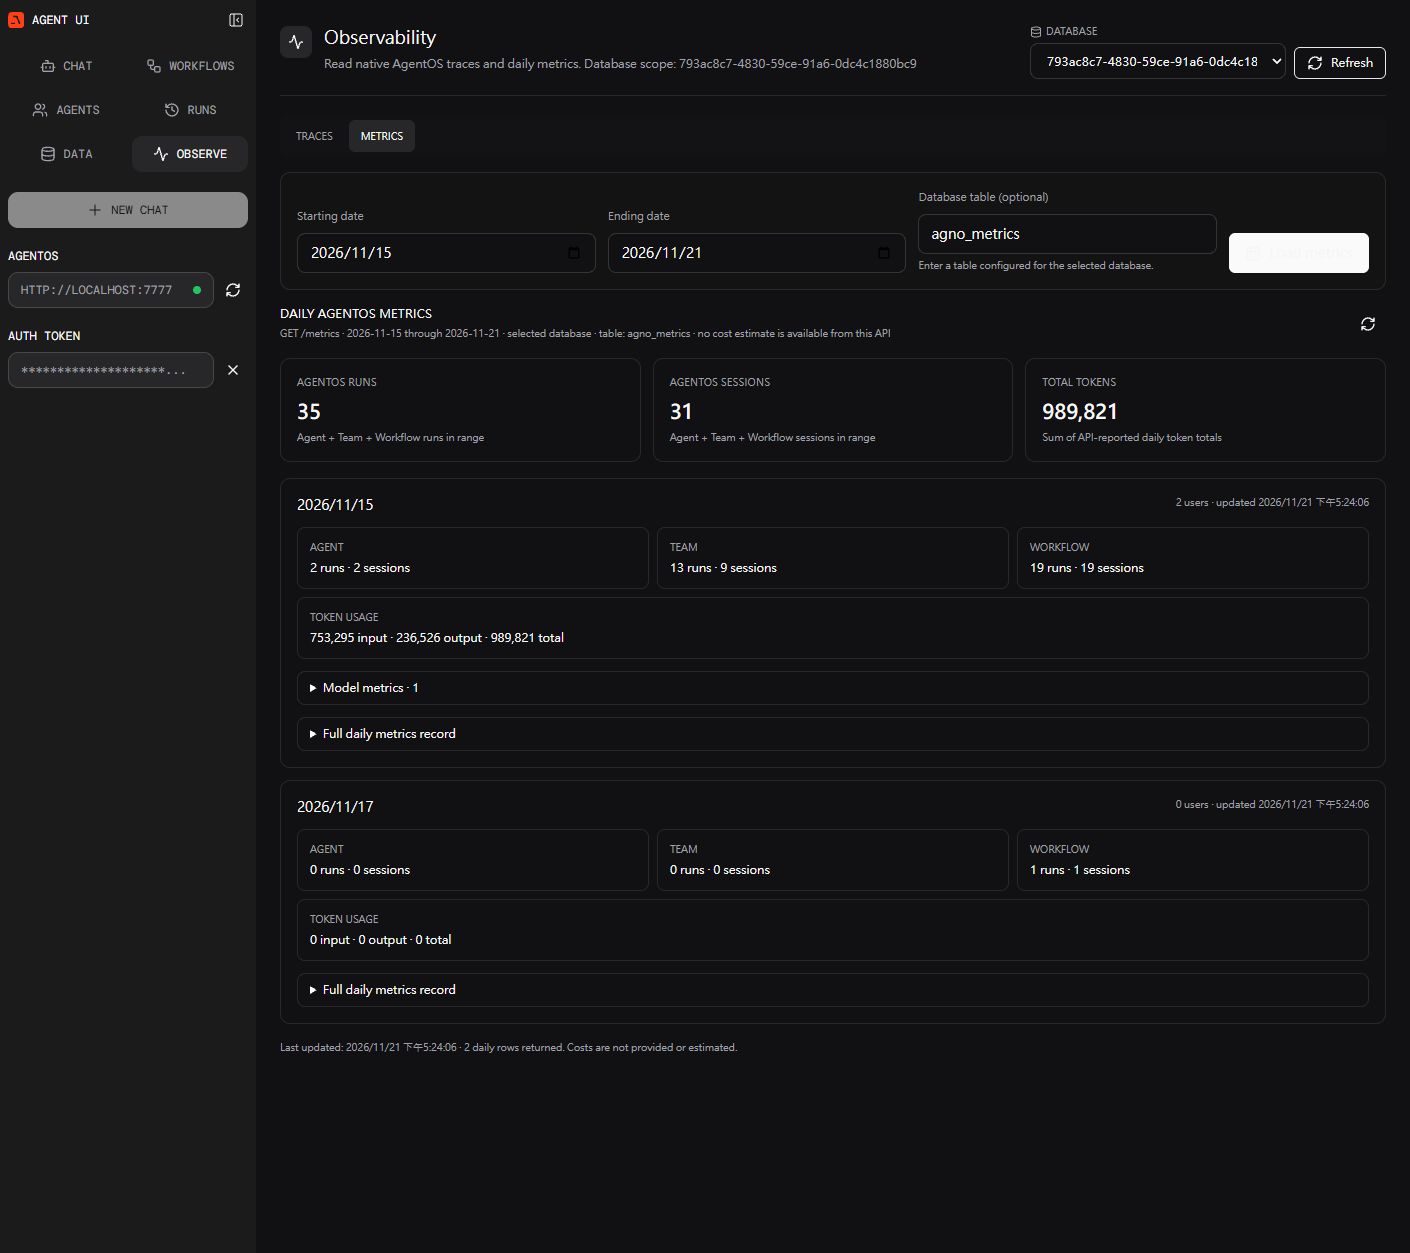 AGENT UI
CHAT
WORKFLOWS
AGENTS
RUNS
DATA
OBSERVE
NEW CHAT
AGENTOS
HTTP://LOCALHOST:7777
AUTH TOKEN
********************...
Observability
Read native AgentOS traces and daily metrics. Database scope: 793ac8c7-4830-59ce-91a6-0dc4c1880bc9
DATABASE
793ac8c7-4830-59ce-91a6-0dc4c18
Refresh
TRACES
METRICS
Starting date
2026/11/15
Ending date
2026/11/21
Database table (optional)
agno_metrics
Enter a table configured for the selected database.
Load metrics
DAILY AGENTOS METRICS
GET /metrics · 2026-11-15 through 2026-11-21 · selected database · table: agno_metrics · no cost estimate is available from this API
AGENTOS RUNS
35
Agent + Team + Workflow runs in range
AGENTOS SESSIONS
31
Agent + Team + Workflow sessions in range
TOTAL TOKENS
989,821
Sum of API-reported daily token totals
2026/11/15
2 users · updated 2026/11/21 下午5:24:06
AGENT
2 runs · 2 sessions
TEAM
13 runs · 9 sessions
WORKFLOW
19 runs · 19 sessions
TOKEN USAGE
753,295 input · 236,526 output · 989,821 total
Model metrics · 1
Full daily metrics record
2026/11/17
0 users · updated 2026/11/21 下午5:24:06
AGENT
0 runs · 0 sessions
TEAM
0 runs · 0 sessions
WORKFLOW
1 runs · 1 sessions
TOKEN USAGE
0 input · 0 output · 0 total
Full daily metrics record
Last updated: 2026/11/21 下午5:24:06 · 2 daily rows returned. Costs are not provided or estimated.